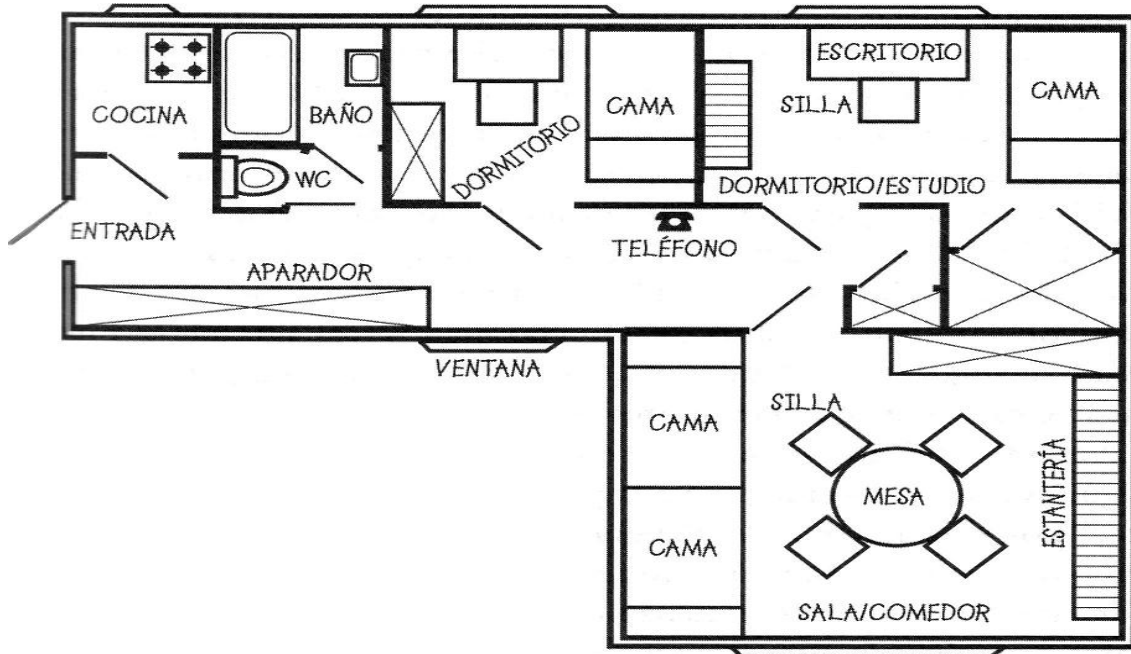 ESCRITORIO
CAMA
CAMA
SILLA
COCINA
BAÑO
DORMITORIO
WC
DORMITORIO/ESTUDIO
ENTRADA
TELÉFONO
APARADOR
VENTANA
SILLA
CAMA
ESTANTERÍA
MESA
CAMA
SALA/COMEDOR